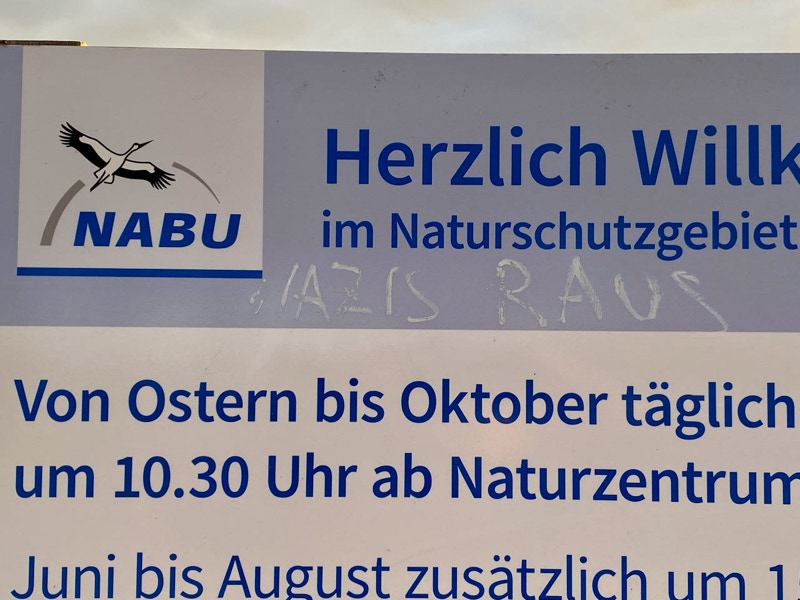 NABU
Herzlich Willk
im Naturschutzgebiet
NAZIS RAUS
Von Ostern bis Oktober täglich
um 10.30 Uhr ab Naturzentrum
Juni bis August zusätzlich um 1